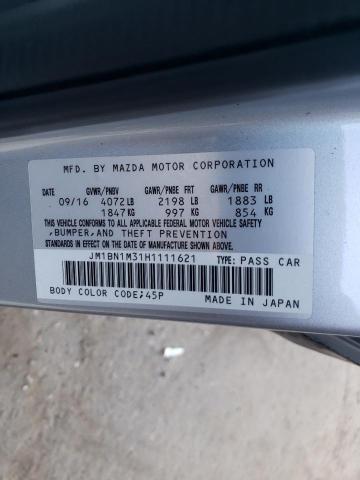 MFD. BY MAZDA MOTOR CORPORATION
DATE GVWR/PNBV GAWR/PNBE FRT GAWR/PNBE RR
09/16 4072 LB 2198 LB 1883 LB
1847 KG 997 KG 854 KG
THIS VEHICLE CONFORMS TO ALL APPLICABLE FEDERAL MOTOR VEHICLE SAFETY
,BUMPER,AND THEFT PREVENTION
STANDARDS IN EFFECT ON THE DATE OF MANUFACTURE SHOWN ABOVE.
JM1BN1M31H1111621 TYPE: PASS CAR
BODY COLOR CODE;45P MADE IN JAPAN